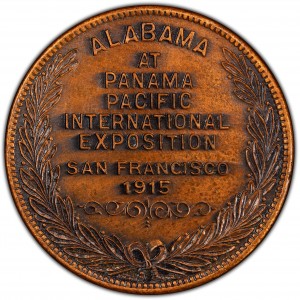 ALABAMA
AT
PANAMA
PACIFIC
INTERNATIONAL
EXPOSITION
SAN FRANCISCO
1915